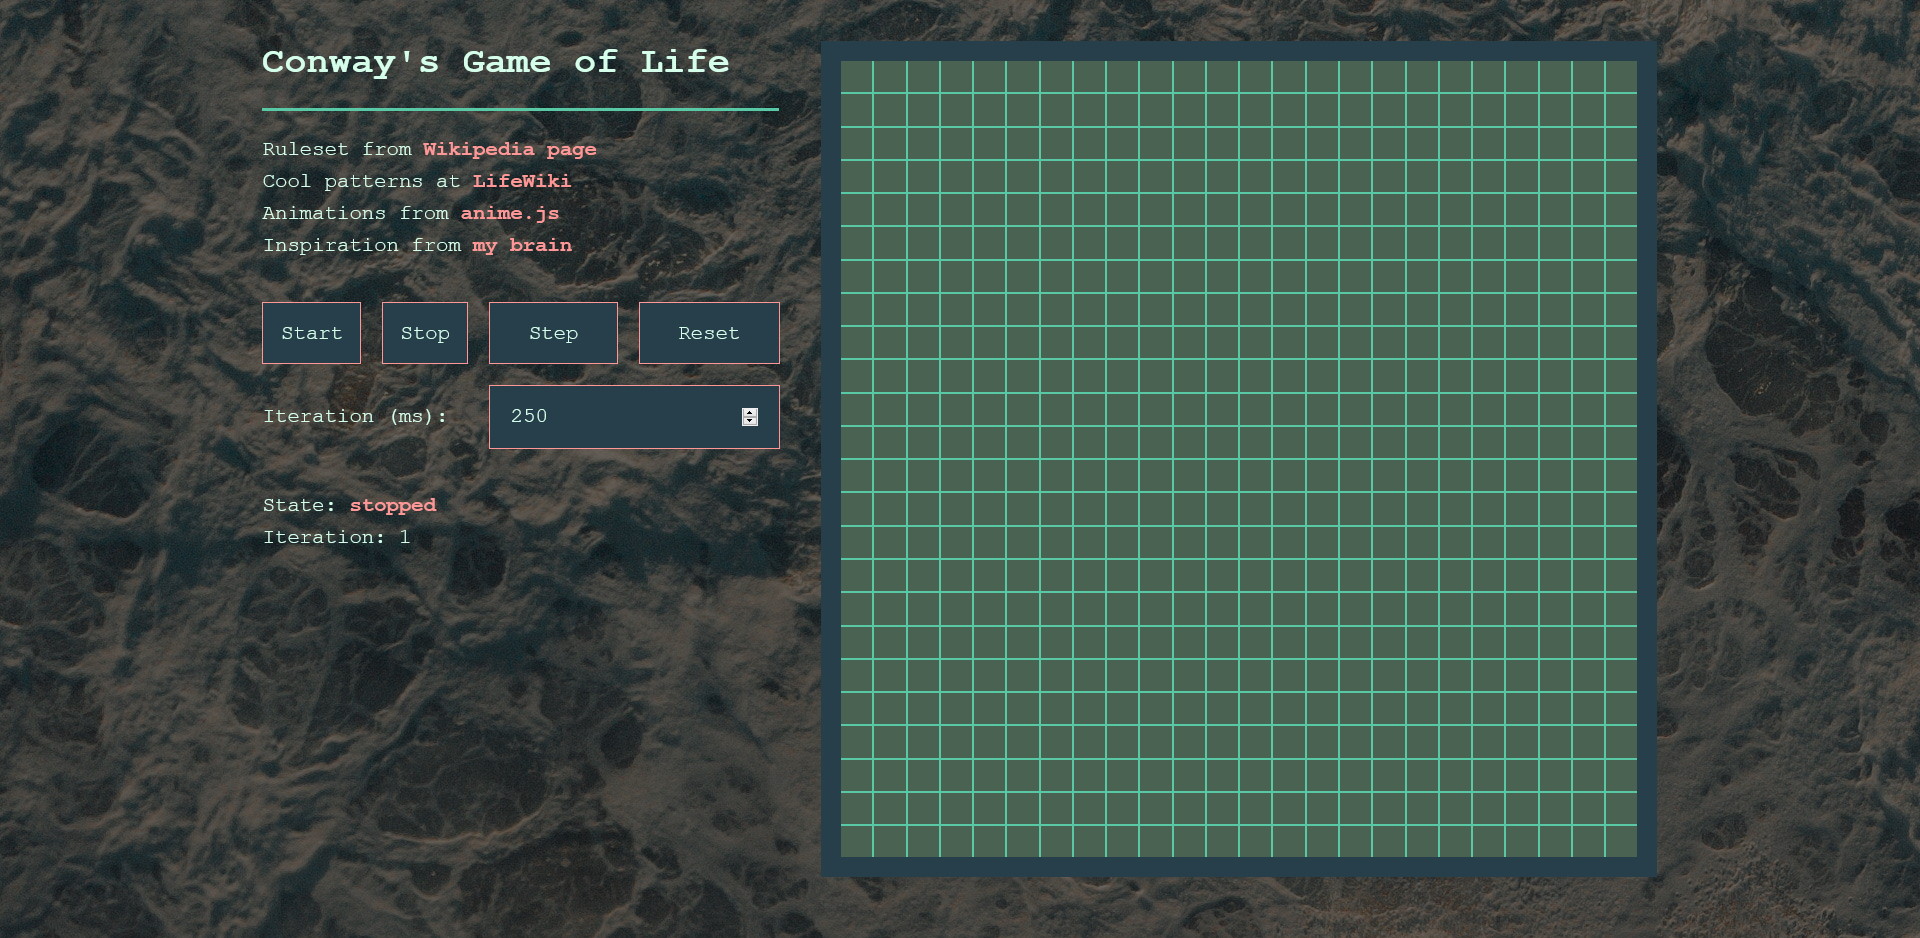 Conway's Game of Life
Ruleset from Wikipedia page
Cool patterns at LifeWiki
Animations from anime.js
Inspiration from my brain
Start Stop Step Reset
Iteration (ms): 250
State: stopped
Iteration: 1